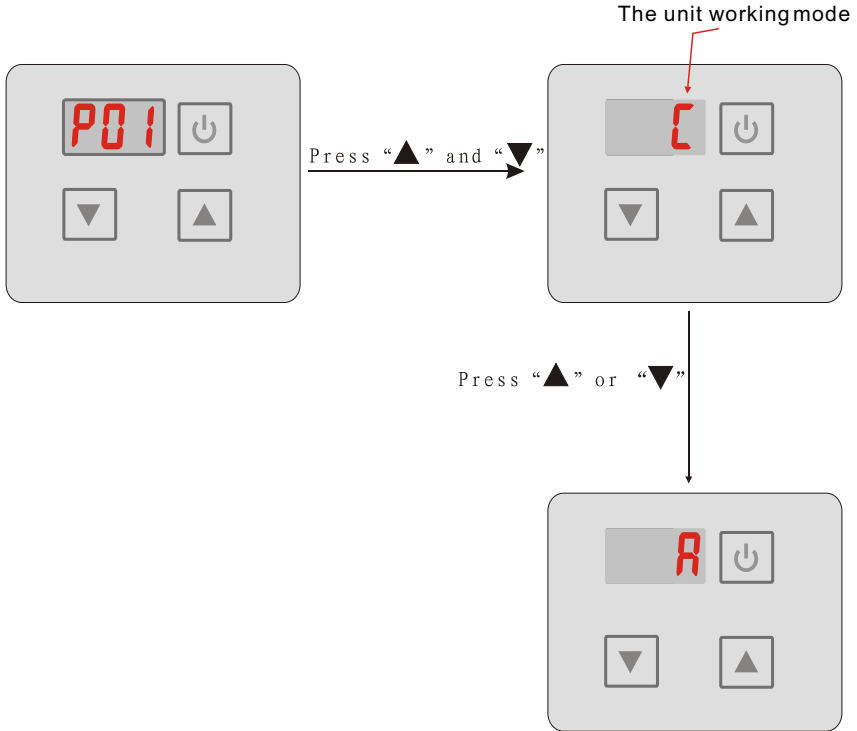 The unit working mode
P01
C
Press “▲” and “▼”
Press “▲” or “▼”
A